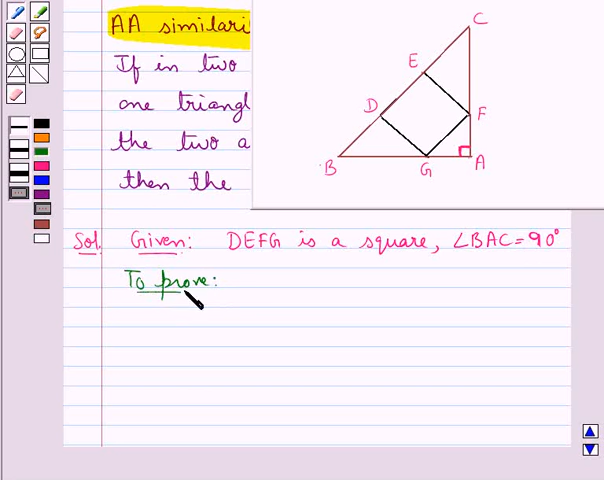 AA similari
If in two
one triangl
the two a
then the
C
E
D
F
B
G
A
Sol. Given: DEFG is a square, ∠BAC = 90°
To prove: